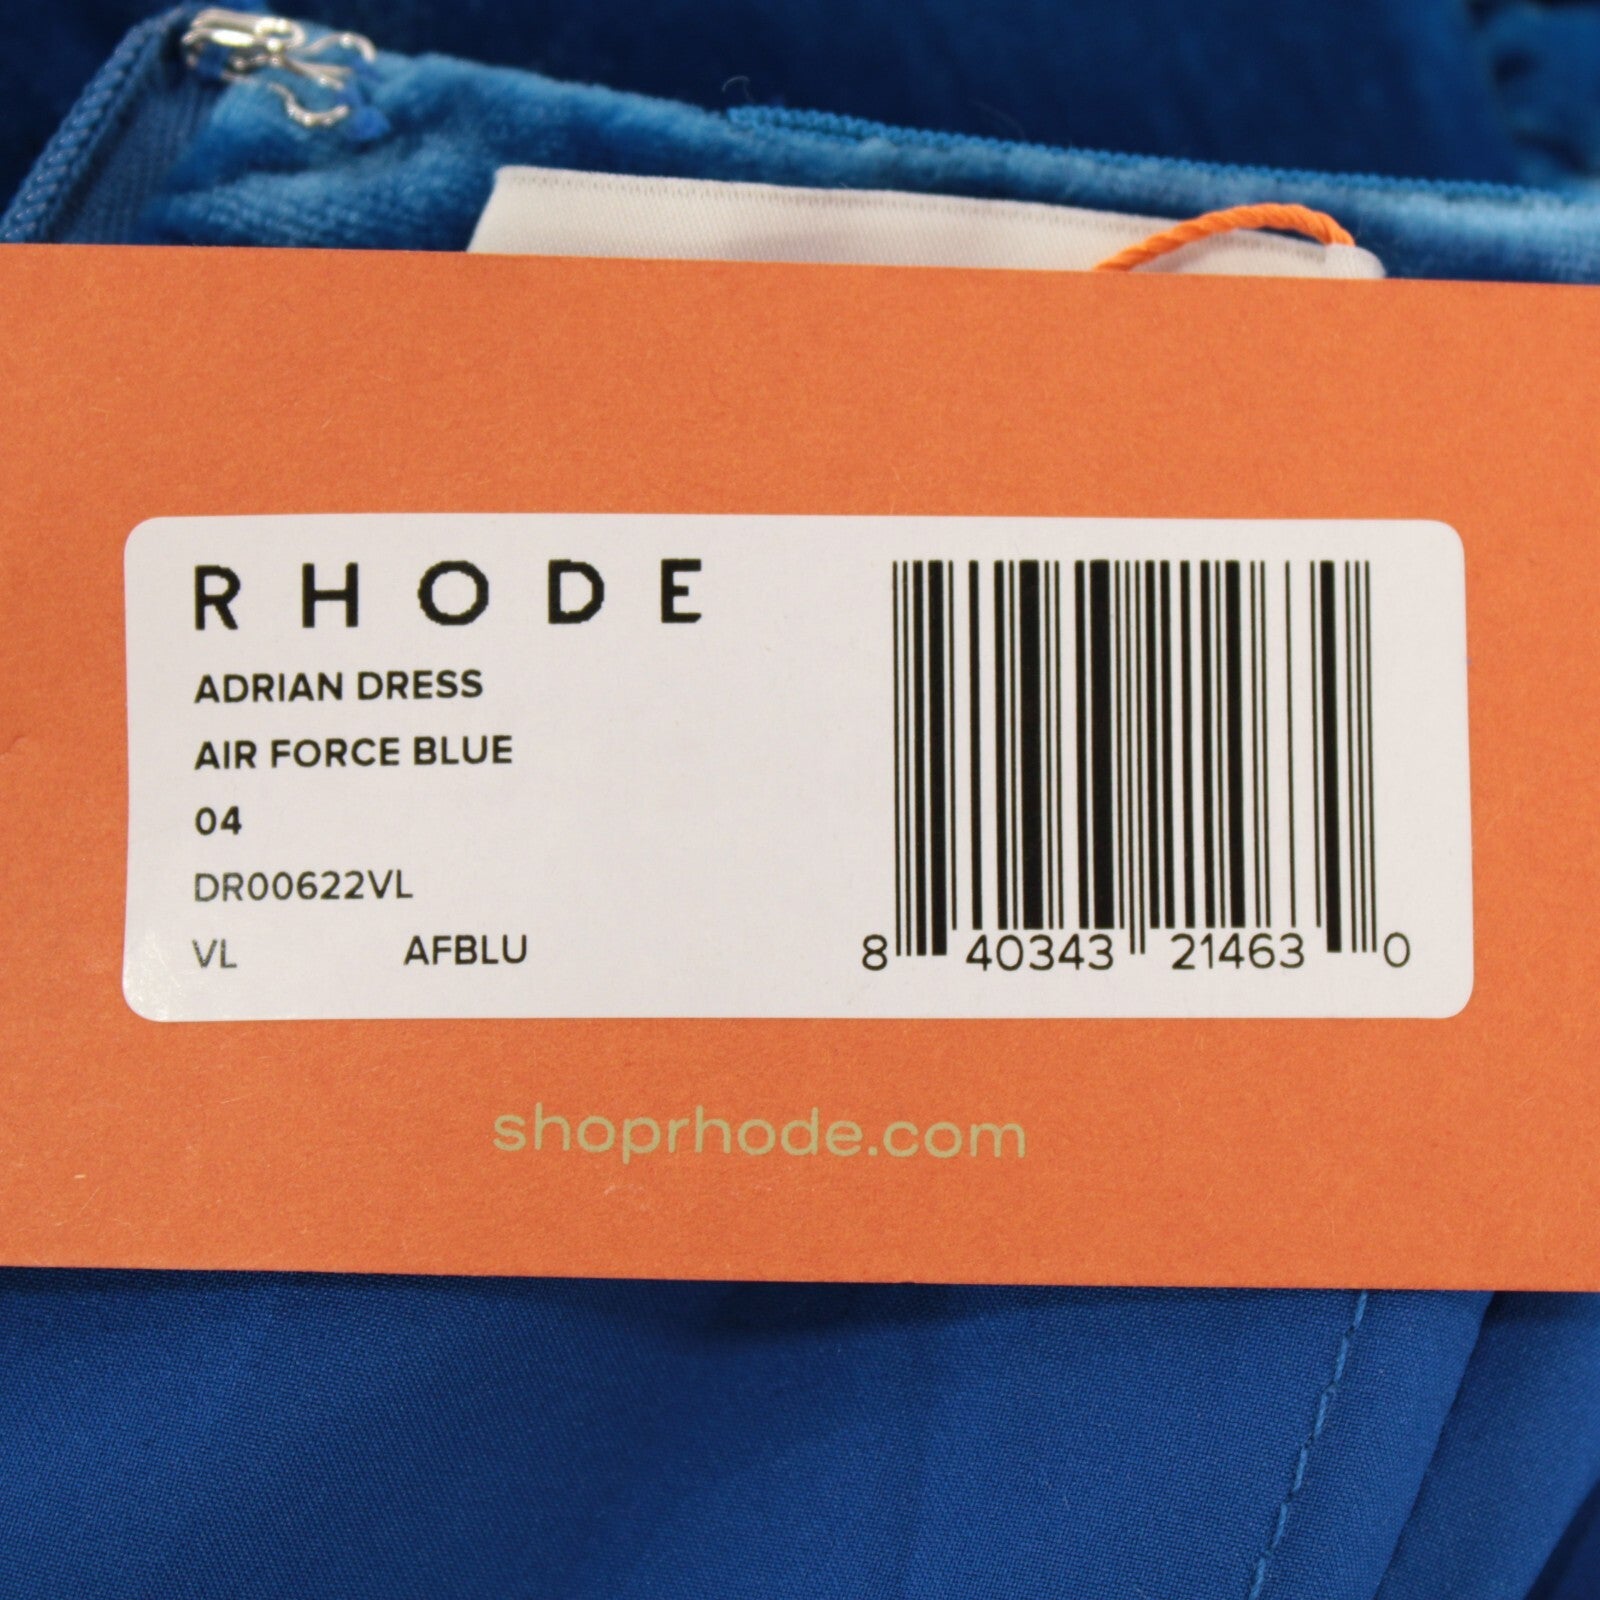 RHODE
ADRIAN DRESS
AIR FORCE BLUE
04
DR00622VL
VL AFBLU
8 40343 21463 0
shoprhode.com